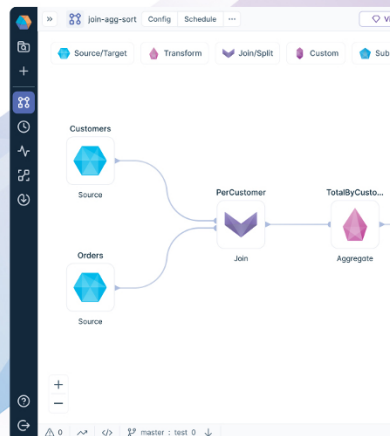 join-agg-sort Config Schedule ...
Source/Target Transform Join/Split Custom
Customers
Source
PerCustomer
Join
TotalByCusto...
Aggregate
Orders
Source
0 </> master : test 0